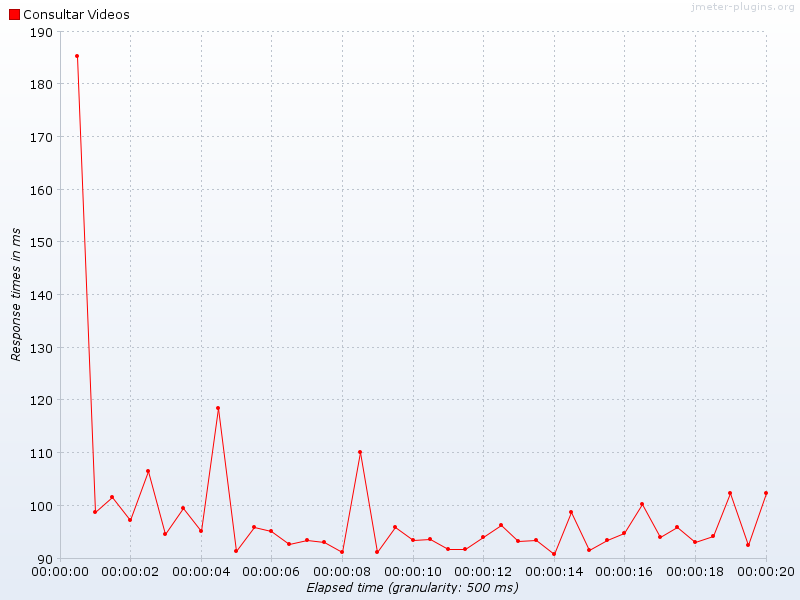 jmeter-plugins.org
Consultar Videos
190
180
170
160
150
140
130
120
110
100
90
Response times in ms
00:00:00 00:00:02 00:00:04 00:00:06 00:00:08 00:00:10 00:00:12 00:00:14 00:00:16 00:00:18 00:00:20
Elapsed time (granularity: 500 ms)